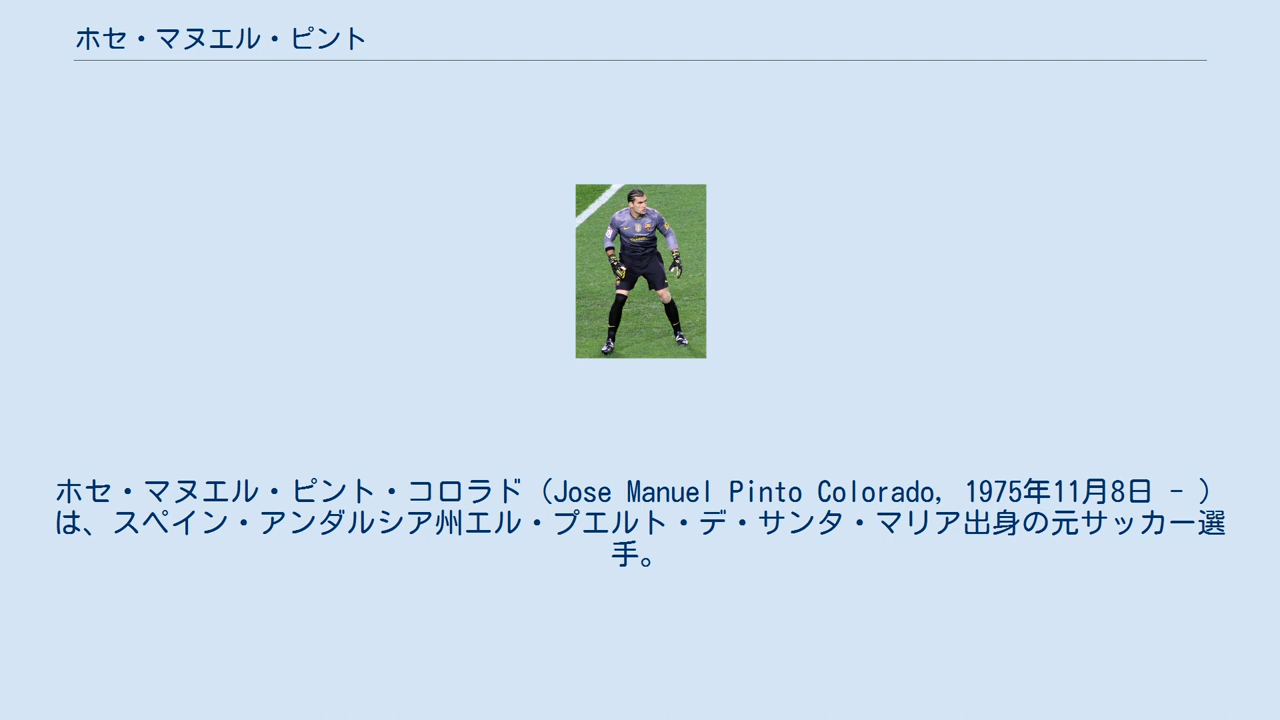 ホセ・マヌエル・ピント
ホセ・マヌエル・ピント・コロラド（Jose Manuel Pinto Colorado, 1975年11月8日 - ）
は、スペイン・アンダルシア州エル・プエルト・デ・サンタ・マリア出身の元サッカー選
手。